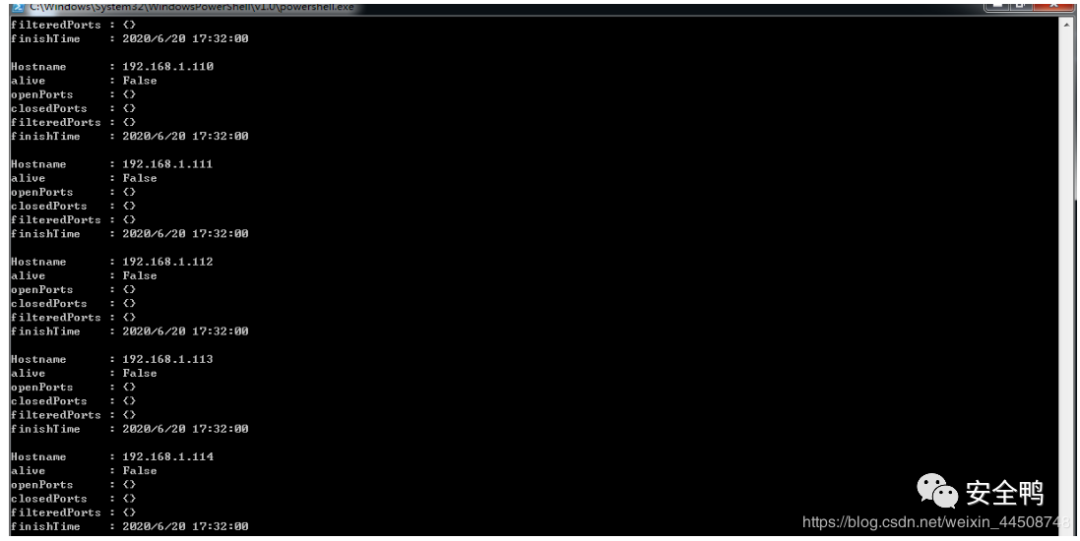 C:\Windows\System32\WindowsPowerShell\v1.0\powershell.exe
filteredPorts : {}
finishTime    : 2020/6/20 17:32:00
Hostname      : 192.168.1.110
alive         : False
openPorts     : {}
closedPorts   : {}
filteredPorts : {}
finishTime    : 2020/6/20 17:32:00
Hostname      : 192.168.1.111
alive         : False
openPorts     : {}
closedPorts   : {}
filteredPorts : {}
finishTime    : 2020/6/20 17:32:00
Hostname      : 192.168.1.112
alive         : False
openPorts     : {}
closedPorts   : {}
filteredPorts : {}
finishTime    : 2020/6/20 17:32:00
Hostname      : 192.168.1.113
alive         : False
openPorts     : {}
closedPorts   : {}
filteredPorts : {}
finishTime    : 2020/6/20 17:32:00
Hostname      : 192.168.1.114
alive         : False
openPorts     : {}
closedPorts   : {}
filteredPorts : {}
finishTime    : 2020/6/20 17:32:00
安全鸭
https://blog.csdn.net/weixin_44508748